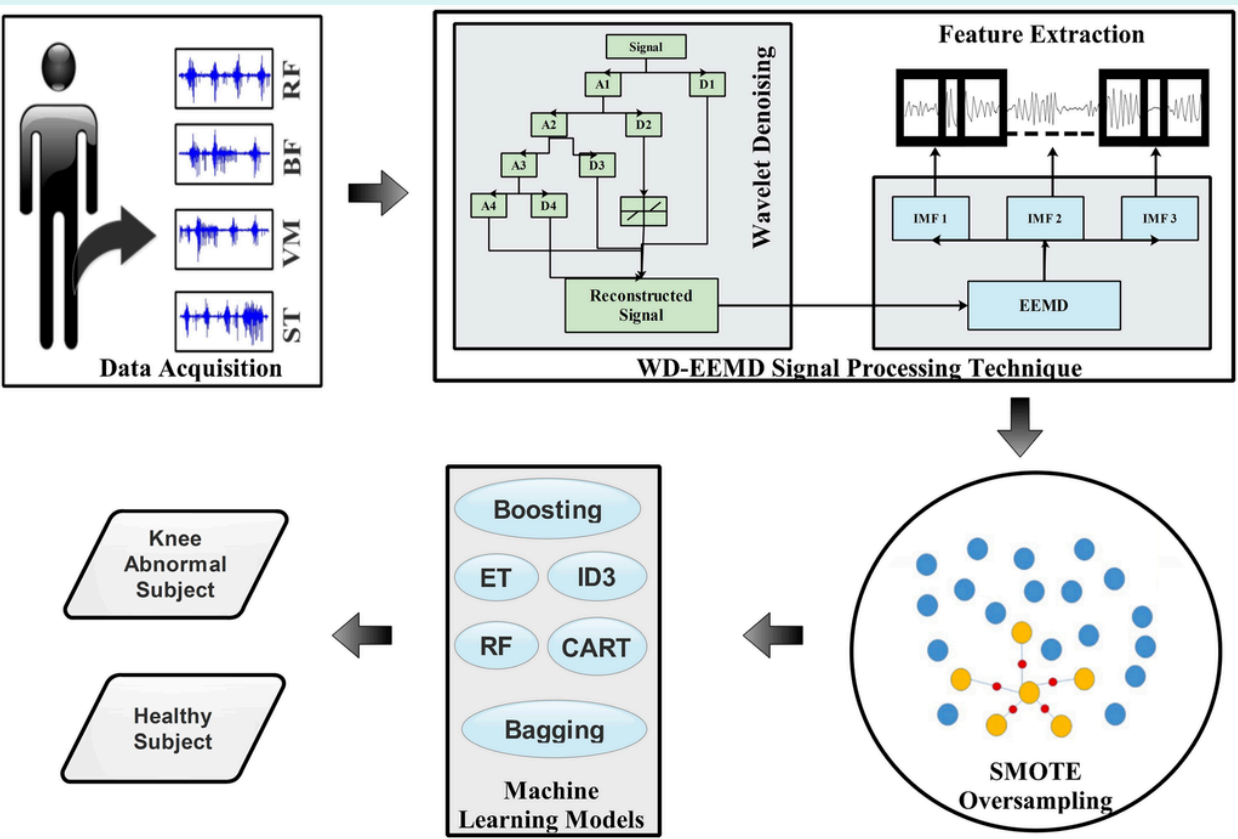 RF
BF
VM
ST
Data Acquisition
Signal
A1
D1
A2
D2
A3
D3
A4
D4
Reconstructed
Signal
Wavelet Denoising
Feature Extraction
IMF 1
IMF 2
IMF 3
EEMD
WD-EEMD Signal Processing Technique
SMOTE
Oversampling
Boosting
ET
ID3
RF
CART
Bagging
Machine
Learning Models
Knee
Abnormal
Subject
Healthy
Subject